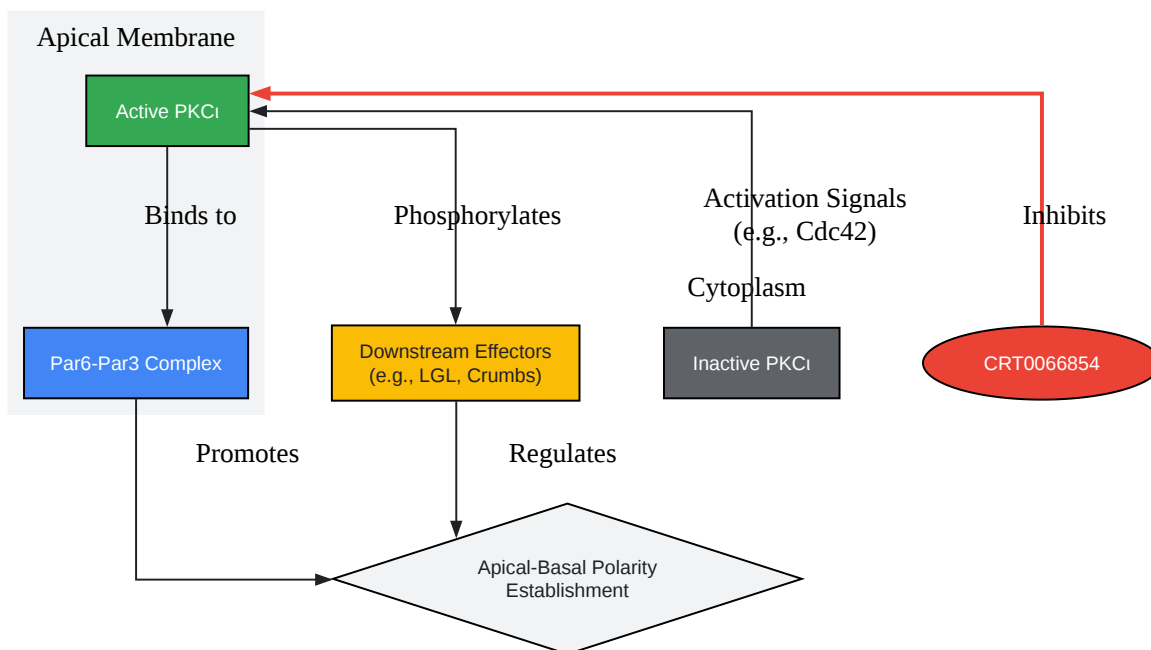 Apical Membrane
Active PKCι
Binds to
Phosphorylates
Activation Signals
(e.g., Cdc42)
Inhibits
Cytoplasm
Par6-Par3 Complex
Downstream Effectors
(e.g., LGL, Crumbs)
Inactive PKCι
CRT0066854
Promotes
Regulates
Apical-Basal Polarity
Establishment